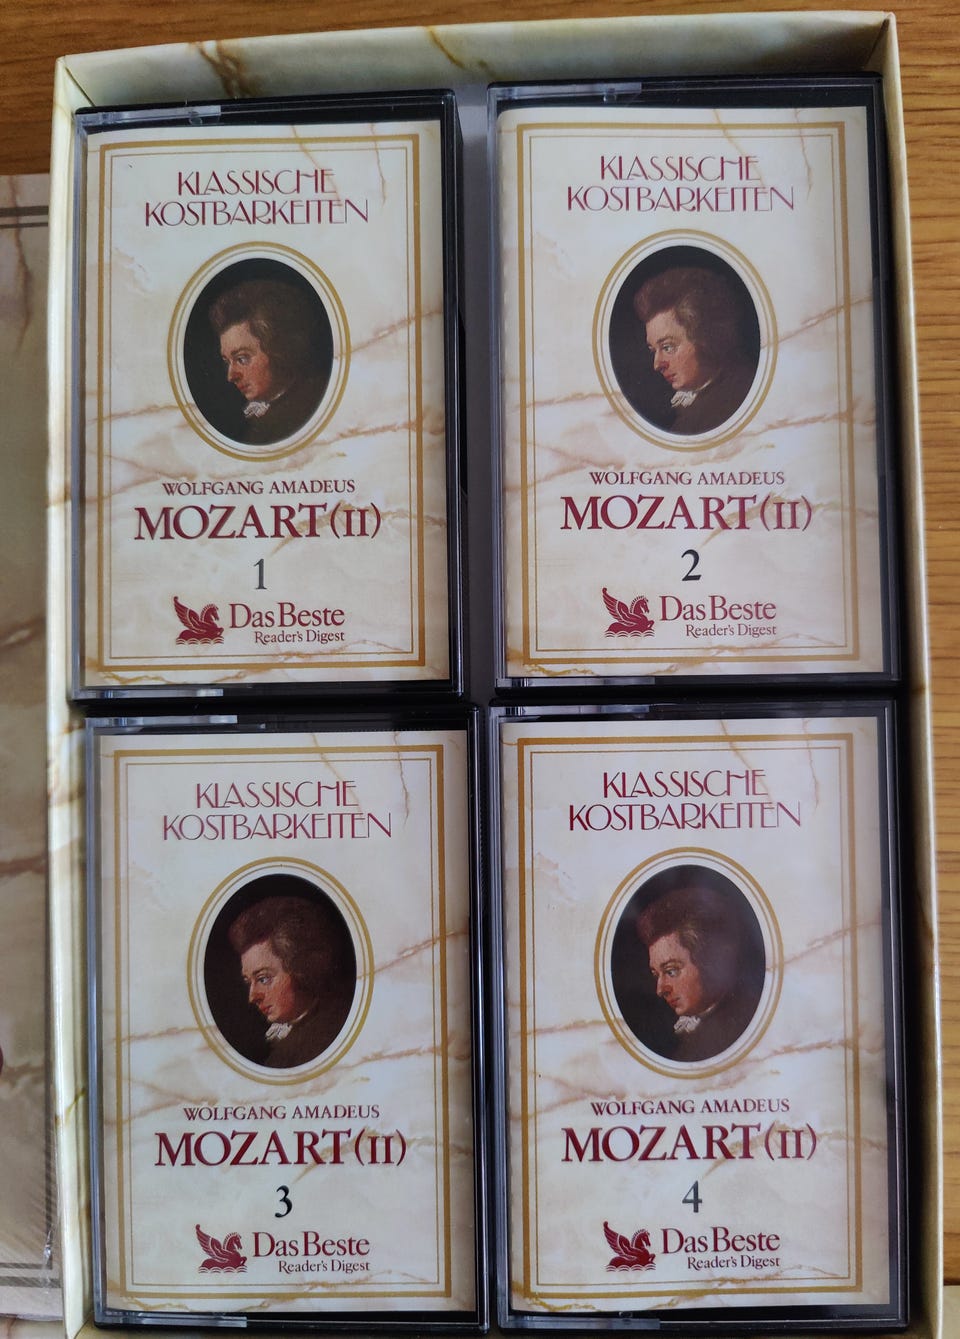 KLASSISCHE
KOSTBARKEITEN
WOLFGANG AMADEUS
MOZART (II)
1
Das Beste
Reader's Digest
KLASSISCHE
KOSTBARKEITEN
WOLFGANG AMADEUS
MOZART (II)
2
Das Beste
Reader's Digest
KLASSISCHE
KOSTBARKEITEN
WOLFGANG AMADEUS
MOZART (II)
3
Das Beste
Reader's Digest
KLASSISCHE
KOSTBARKEITEN
WOLFGANG AMADEUS
MOZART (II)
4
Das Beste
Reader's Digest